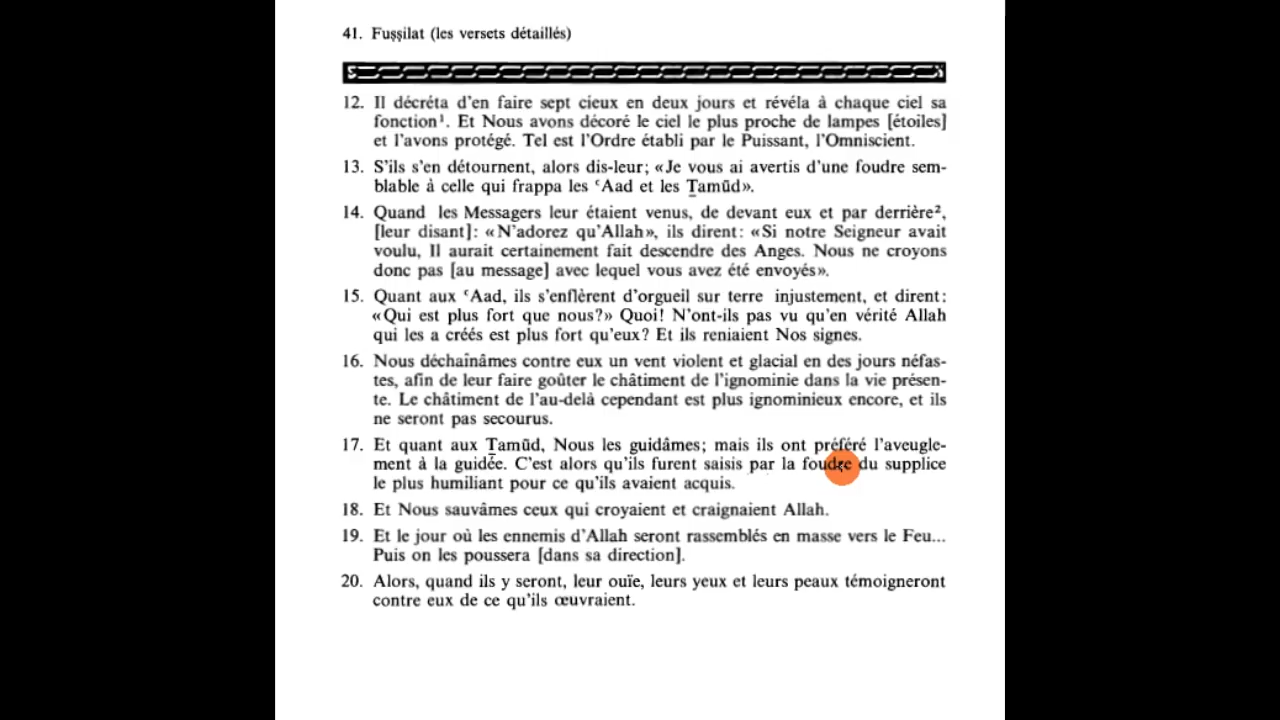 41. Fuṣṣilat (les versets détaillés)
12. Il décréta d'en faire sept cieux en deux jours et révéla à chaque ciel sa
fonction¹. Et Nous avons décoré le ciel le plus proche de lampes [étoiles]
et l'avons protégé. Tel est l'Ordre établi par le Puissant, l'Omniscient.
13. S'ils s'en détournent, alors dis-leur; «Je vous ai avertis d'une foudre sem-
blable à celle qui frappa les ʿAad et les Ṯamūd».
14. Quand les Messagers leur étaient venus, de devant eux et par derrière²,
[leur disant]: «N'adorez qu'Allah», ils dirent: «Si notre Seigneur avait
voulu, Il aurait certainement fait descendre des Anges. Nous ne croyons
donc pas [au message] avec lequel vous avez été envoyés».
15. Quant aux ʿAad, ils s'enflèrent d'orgueil sur terre injustement, et dirent:
«Qui est plus fort que nous?» Quoi! N'ont-ils pas vu qu'en vérité Allah
qui les a créés est plus fort qu'eux? Et ils reniaient Nos signes.
16. Nous déchaînâmes contre eux un vent violent et glacial en des jours néfas-
tes, afin de leur faire goûter le châtiment de l'ignominie dans la vie présen-
te. Le châtiment de l'au-delà cependant est plus ignominieux encore, et ils
ne seront pas secourus.
17. Et quant aux Ṯamūd, Nous les guidâmes; mais ils ont préféré l'aveugle-
ment à la guidée. C'est alors qu'ils furent saisis par la foudre du supplice
le plus humiliant pour ce qu'ils avaient acquis.
18. Et Nous sauvâmes ceux qui croyaient et craignaient Allah.
19. Et le jour où les ennemis d'Allah seront rassemblés en masse vers le Feu...
Puis on les poussera [dans sa direction].
20. Alors, quand ils y seront, leur ouïe, leurs yeux et leurs peaux témoigneront
contre eux de ce qu'ils œuvraient.